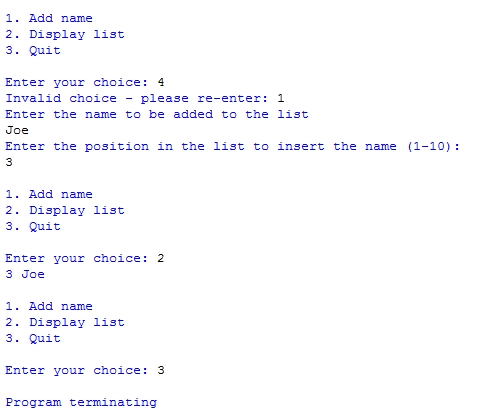 1. Add name
2. Display list
3. Quit
Enter your choice: 4
Invalid choice - please re-enter: 1
Enter the name to be added to the list
Joe
Enter the position in the list to insert the name (1-10):
3
1. Add name
2. Display list
3. Quit
Enter your choice: 2
3 Joe
1. Add name
2. Display list
3. Quit
Enter your choice: 3
Program terminating